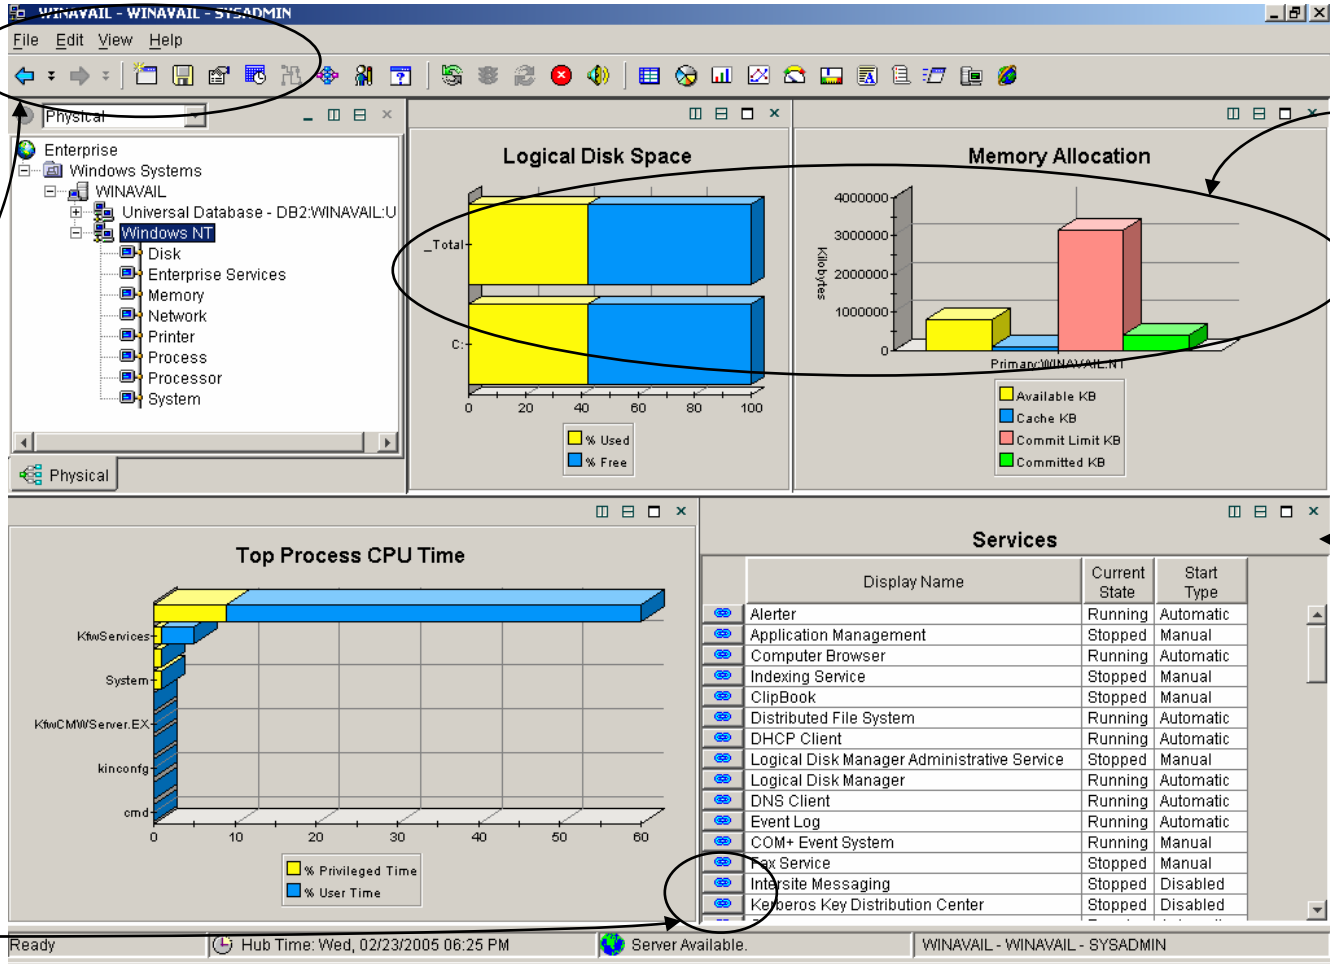 WINAVAIL - WINAVAIL - SYSADMIN
File Edit View Help
Physical
Enterprise
Windows Systems
WINAVAIL
Universal Database - DB2:WINAVAIL:U
Windows NT
Disk
Enterprise Services
Memory
Network
Printer
Process
Processor
System
Physical
Logical Disk Space
_Total
C:
0 20 40 60 80 100
% Used
% Free
Memory Allocation
Kilobytes
4000000
3000000
2000000
1000000
0
Primary:WINAVAIL:NT
Available KB
Cache KB
Commit Limit KB
Committed KB
Top Process CPU Time
KfwServices
System
KfwCMWServer.EX
kinconfg
cmd
0 10 20 30 40 50 60
% Privileged Time
% User Time
Services
Display Name Current State Start Type
Alerter Running Automatic
Application Management Stopped Manual
Computer Browser Running Automatic
Indexing Service Stopped Manual
ClipBook Stopped Manual
Distributed File System Running Automatic
DHCP Client Running Automatic
Logical Disk Manager Administrative Service Stopped Manual
Logical Disk Manager Running Automatic
DNS Client Running Automatic
Event Log Running Automatic
COM+ Event System Running Manual
Fax Service Stopped Manual
Intersite Messaging Stopped Disabled
Kerberos Key Distribution Center Stopped Disabled
Ready
Hub Time: Wed, 02/23/2005 06:25 PM
Server Available.
WINAVAIL - WINAVAIL - SYSADMIN